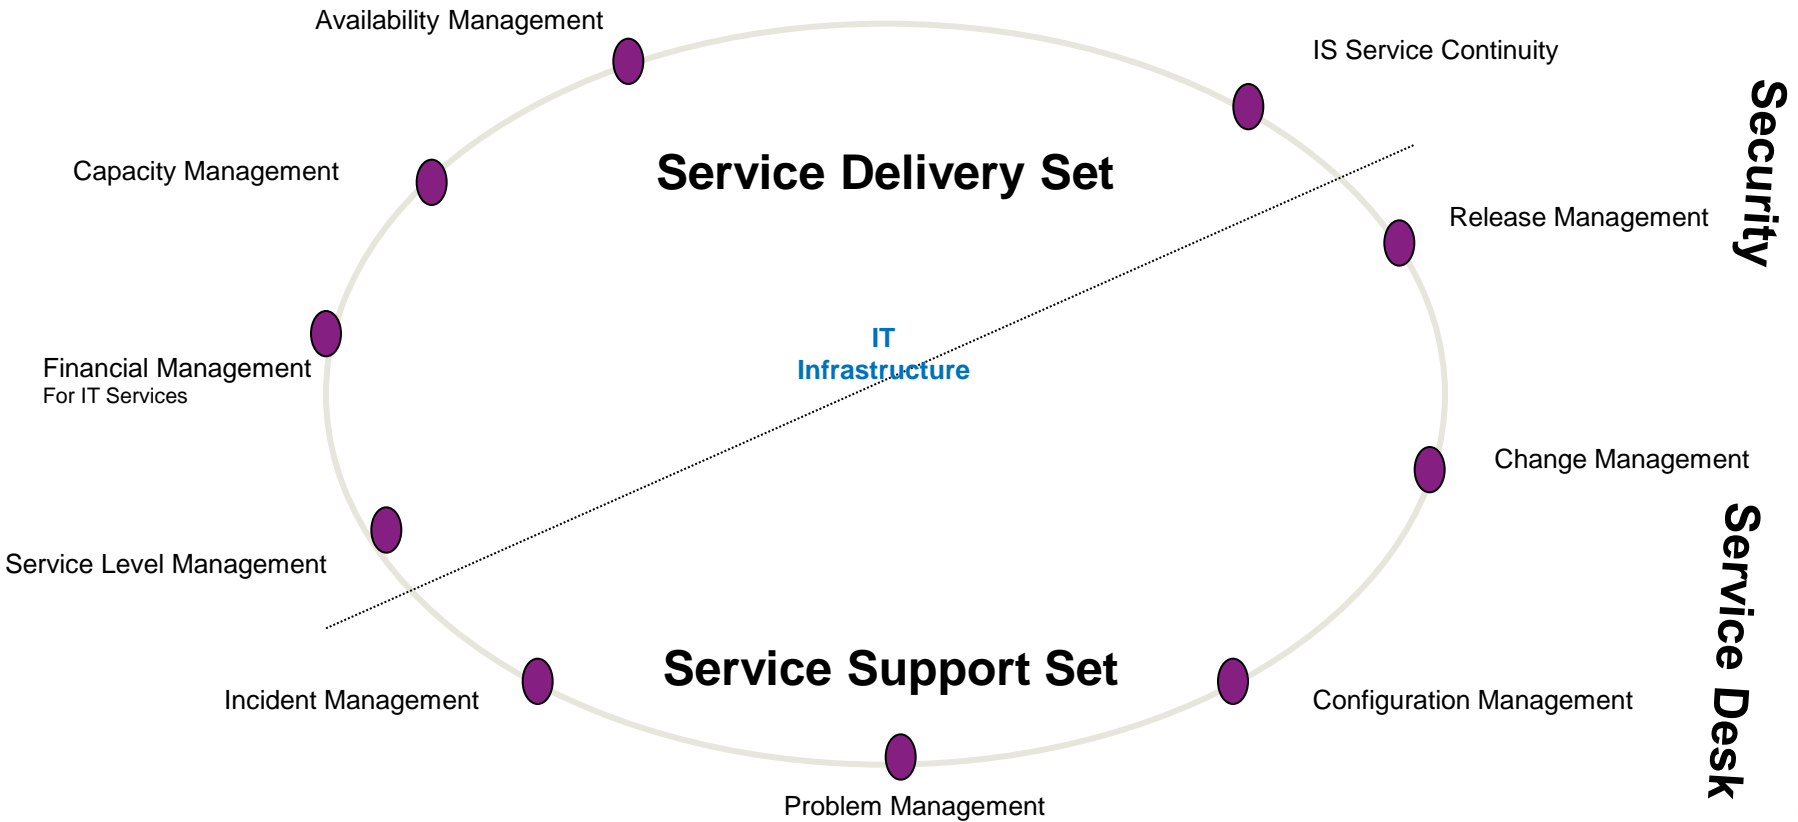 Availability Management
IS Service Continuity
Security
Capacity Management
Service Delivery Set
Release Management
IT
Infrastructure
Financial Management
For IT Services
Change Management
Service Level Management
Service Desk
Service Support Set
Incident Management
Configuration Management
Problem Management